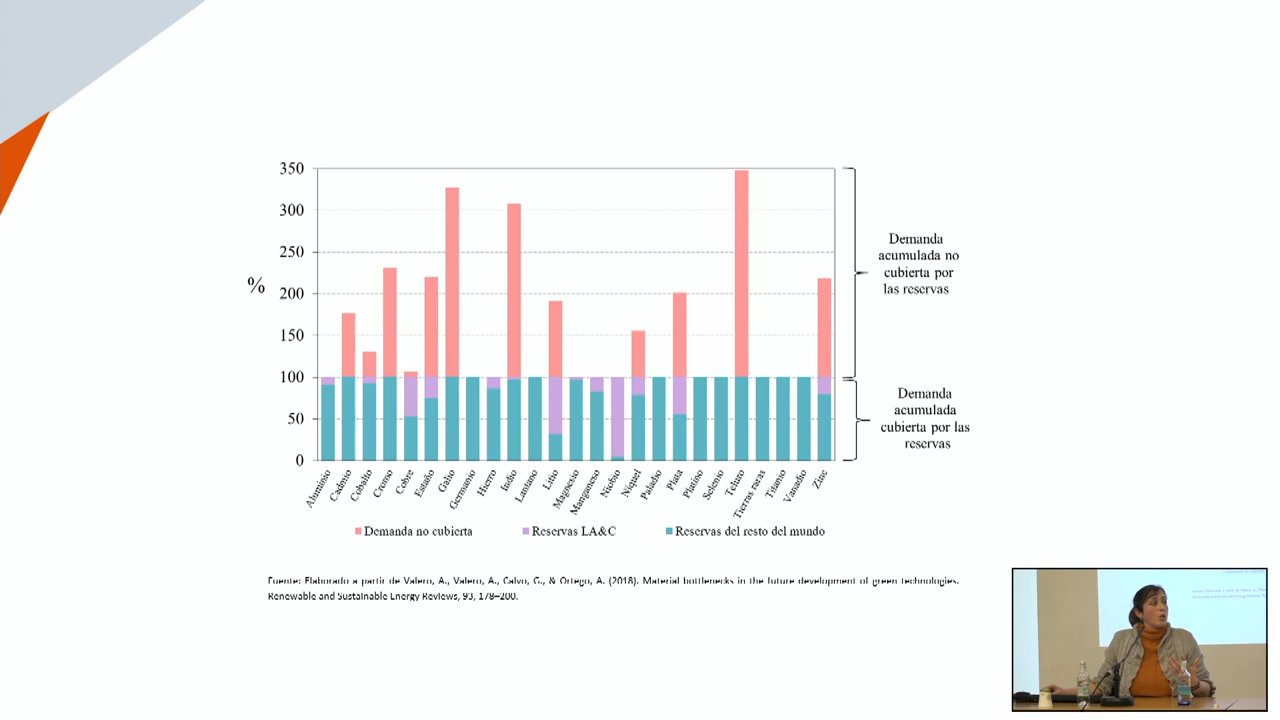 350
300
250
200
150
100
50
0
%
Aluminio
Cadmio
Cobalto
Cromo
Cobre
Estaño
Galio
Germanio
Hierro
Indio
Lantano
Litio
Magnesio
Manganeso
Niobio
Niquel
Paladio
Plata
Platino
Selenio
Teluro
Tierras raras
Titanio
Vanadio
Zinc
Demanda no cubierta
Reservas LA&C
Reservas del resto del mundo
Demanda
acumulada no
cubierta por
las reservas
Demanda
acumulada
cubierta por las
reservas
Fuente: Elaborado a partir de Valero, A., Valero, A., Calvo, G., & Ortego, A. (2018). Material bottlenecks in the future development of green technologies.
Renewable and Sustainable Energy Reviews, 93, 178–200.